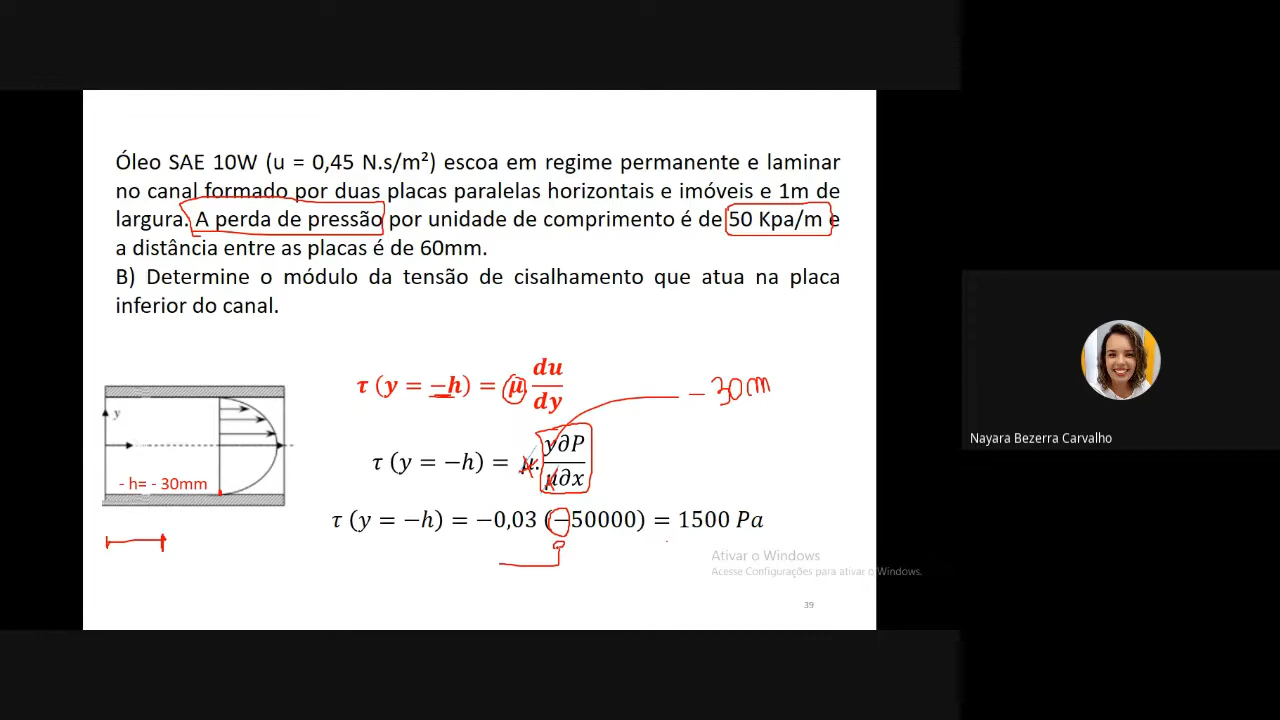 Óleo SAE 10W (u = 0,45 N.s/m²) escoa em regime permanente e laminar
no canal formado por duas placas paralelas horizontais e imóveis e 1m de
largura. A perda de pressão por unidade de comprimento é de 50 Kpa/m e
a distância entre as placas é de 60mm.
B) Determine o módulo da tensão de cisalhamento que atua na placa
inferior do canal.
τ (y = −h) = μ. du/dy
− 30cm
y
τ (y = −h) = μ. y∂P/μ∂x
- h= - 30mm
τ (y = −h) = −0,03 (−50000) = 1500 Pa
Ativar o Windows
Acesse Configurações para ativar o Windows.
39
Nayara Bezerra Carvalho